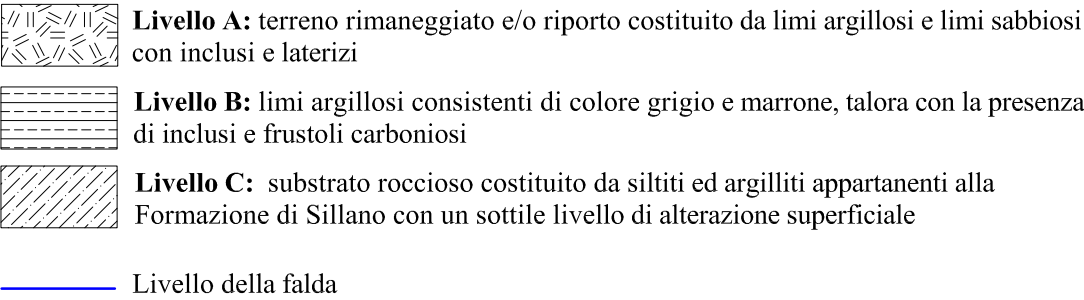 Livello A: terreno rimaneggiato e/o riporto costituito da limi argillosi e limi sabbiosi
con inclusi e laterizi
Livello B: limi argillosi consistenti di colore grigio e marrone, talora con la presenza
di inclusi e frustoli carboniosi
Livello C: substrato roccioso costituito da siltiti ed argilliti appartanenti alla
Formazione di Sillano con un sottile livello di alterazione superficiale
Livello della falda